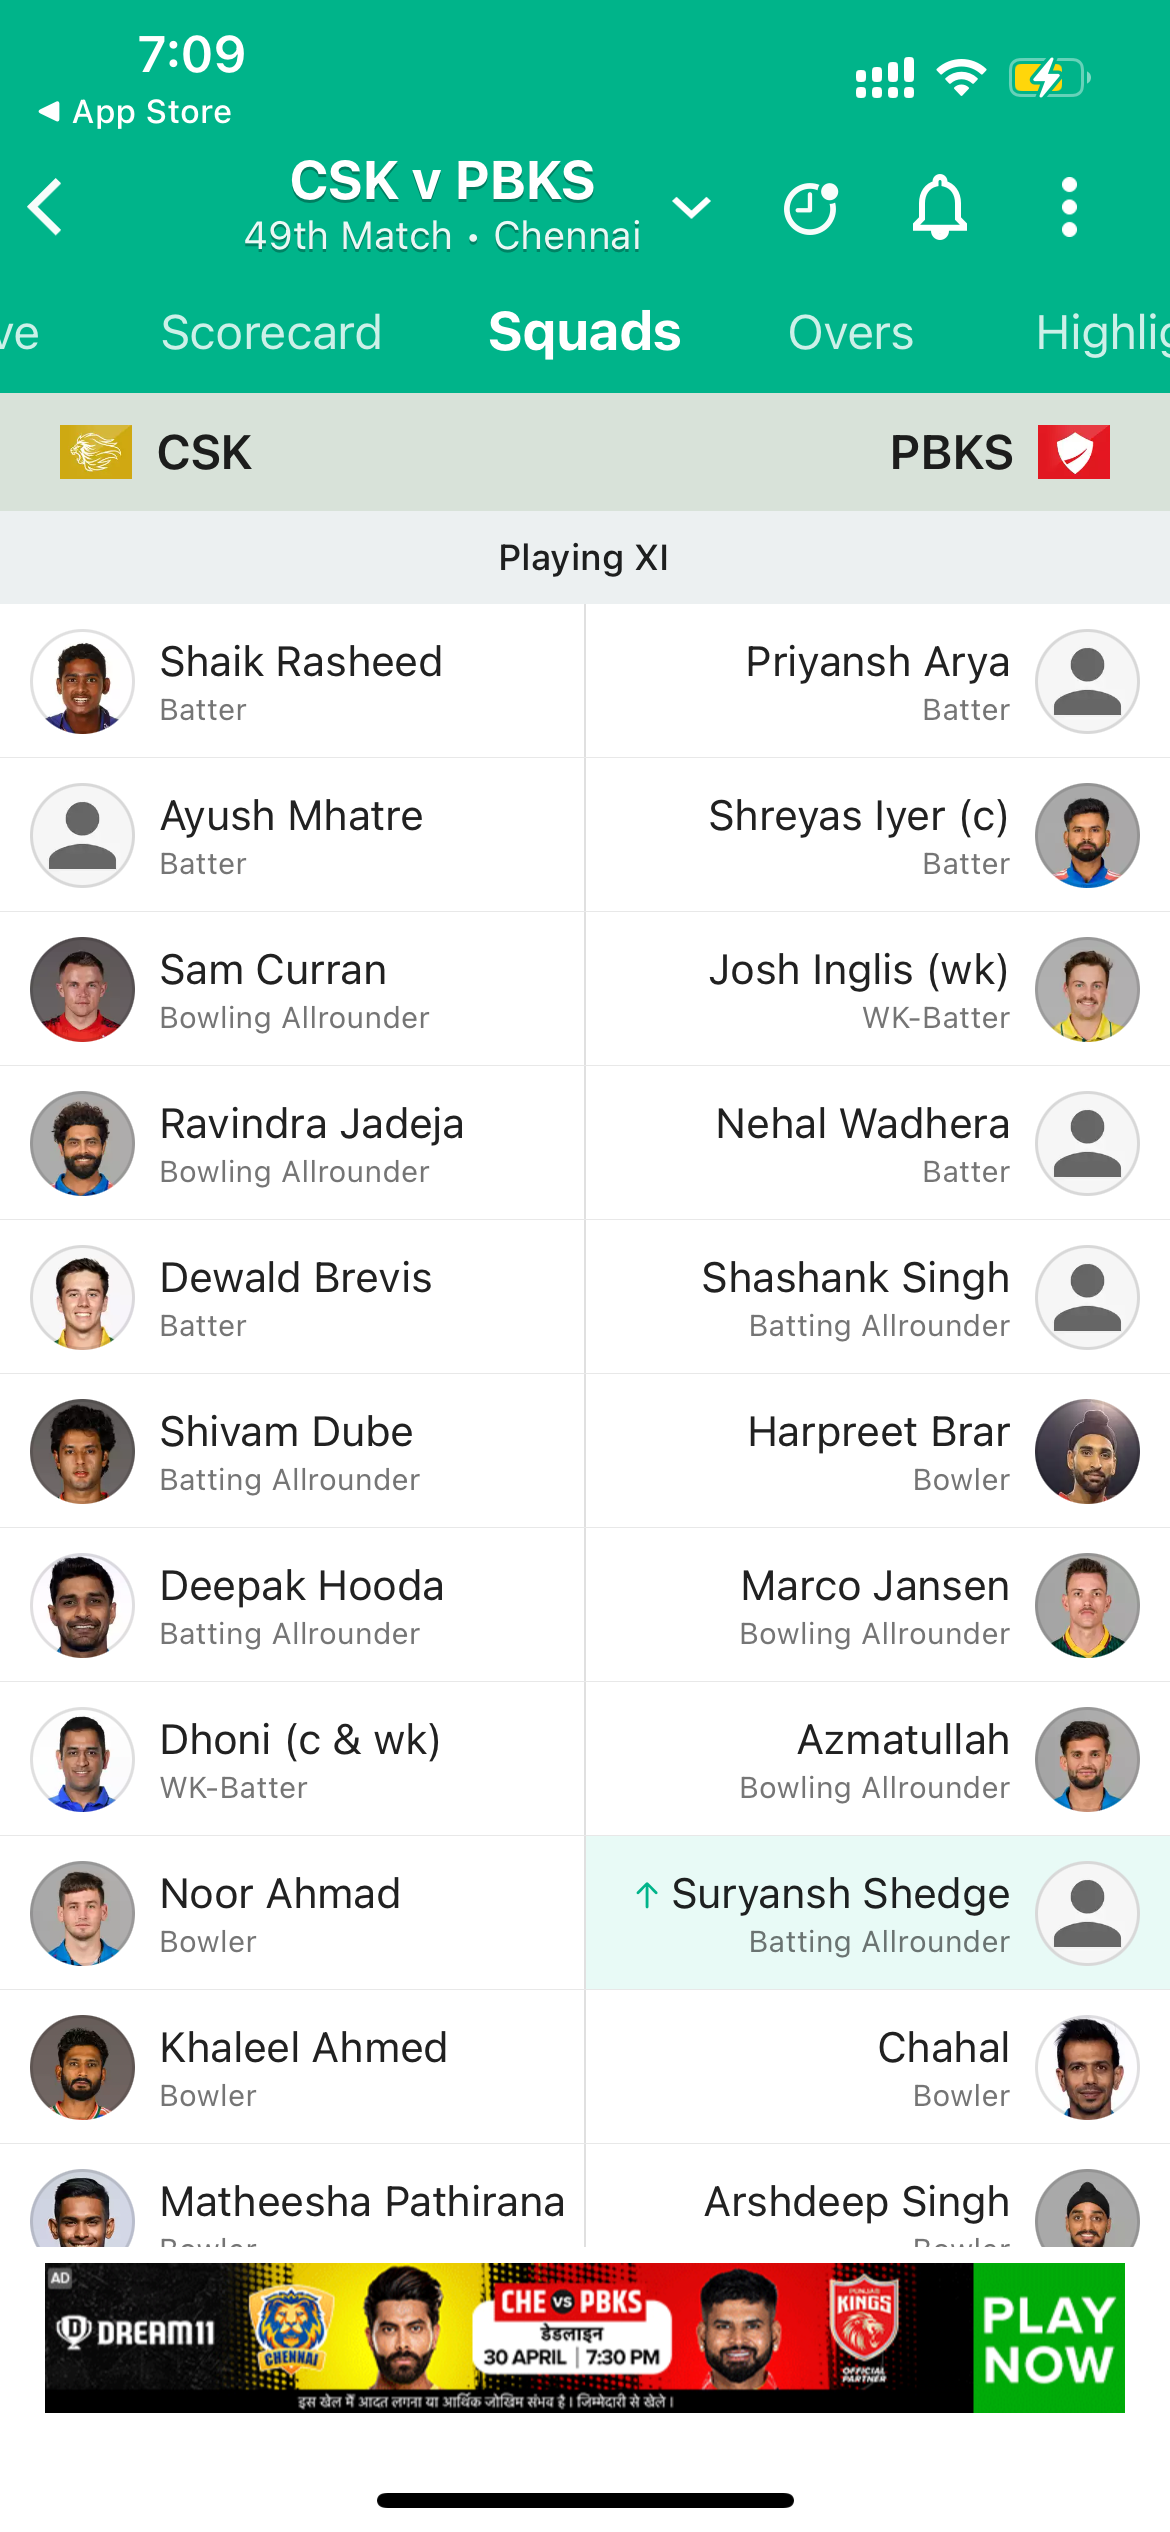 7:09
App Store
CSK v PBKS
49th Match • Chennai
ve Scorecard Squads Overs Highlig
CSK PBKS
Playing XI
Shaik Rasheed
Batter
Priyansh Arya
Batter
Ayush Mhatre
Batter
Shreyas Iyer (c)
Batter
Sam Curran
Bowling Allrounder
Josh Inglis (wk)
WK-Batter
Ravindra Jadeja
Bowling Allrounder
Nehal Wadhera
Batter
Dewald Brevis
Batter
Shashank Singh
Batting Allrounder
Shivam Dube
Batting Allrounder
Harpreet Brar
Bowler
Deepak Hooda
Batting Allrounder
Marco Jansen
Bowling Allrounder
Dhoni (c & wk)
WK-Batter
Azmatullah
Bowling Allrounder
Noor Ahmad
Bowler
↑ Suryansh Shedge
Batting Allrounder
Khaleel Ahmed
Bowler
Chahal
Bowler
Matheesha Pathirana
Bowler
Arshdeep Singh
Bowler
AD
DREAM11
CHENNAI
CHE VS PBKS
डेडलाइन
30 APRIL | 7:30 PM
PUNJAB
KINGS
OFFICIAL
PARTNER
PLAY
NOW
इस खेल में आदत लगना या आर्थिक जोखिम संभव है। जिम्मेदारी से खेले।